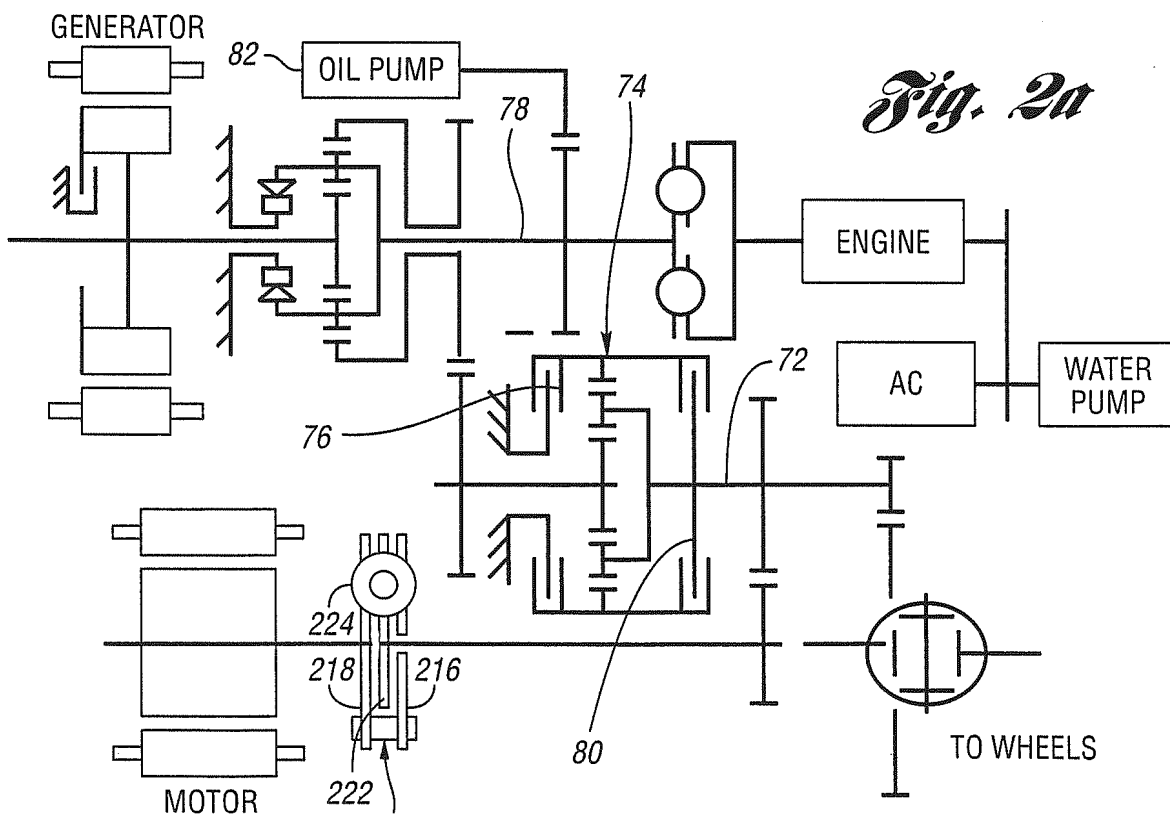 GENERATOR
82
OIL PUMP
78
74
Fig. 2a
ENGINE
72
AC
WATER
PUMP
76
224
218
216
222
80
TO WHEELS
MOTOR